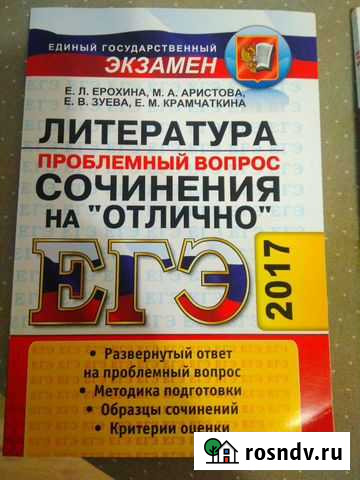 ЕДИНЫЙ ГОСУДАРСТВЕННЫЙ
ЭКЗАМЕН
Е. Л. ЕРОХИНА, М. А. АРИСТОВА,
Е. В. ЗУЕВА, Е. М. КРАМЧАТКИНА
ЛИТЕРАТУРА
ПРОБЛЕМНЫЙ ВОПРОС
СОЧИНЕНИЯ
НА "ОТЛИЧНО"
ЕГЭ
2017
• Развернутый ответ
на проблемный вопрос
• Методика подготовки
• Образцы сочинений
• Критерии оценки
rosndv.ru